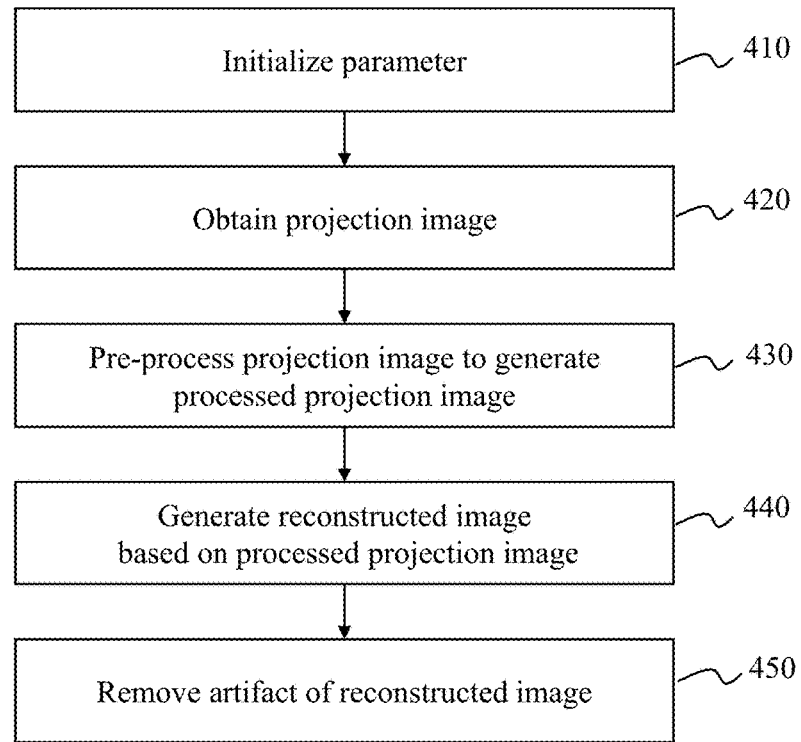 Initialize parameter
410
Obtain projection image
420
Pre-process projection image to generate
processed projection image
430
Generate reconstructed image
based on processed projection image
440
Remove artifact of reconstructed image
450